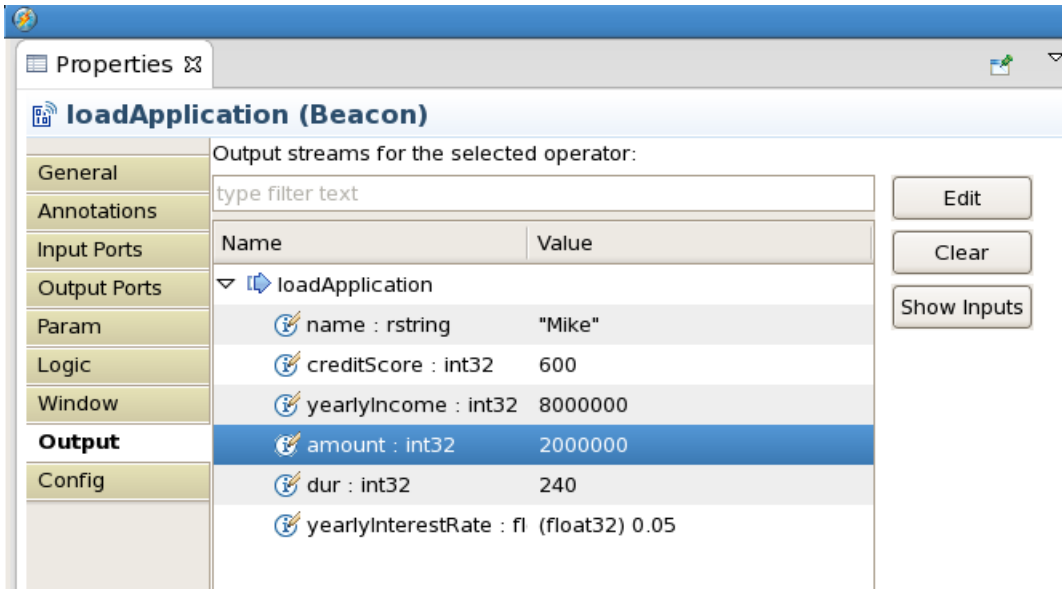 Properties
loadApplication (Beacon)
General
Annotations
Input Ports
Output Ports
Param
Logic
Window
Output
Config
Output streams for the selected operator:
type filter text
Name Value
loadApplication
name : rstring "Mike"
creditScore : int32 600
yearlyIncome : int32 8000000
amount : int32 2000000
dur : int32 240
yearlyInterestRate : fl (float32) 0.05
Edit
Clear
Show Inputs